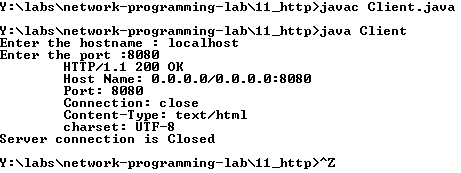 Y:\labs\network-programming-lab\11_http>javac Client.java
Y:\labs\network-programming-lab\11_http>java Client
Enter the hostname : localhost
Enter the port :8080
HTTP/1.1 200 OK
Host Name: 0.0.0.0/0.0.0.0:8080
Port: 8080
Connection: close
Content-Type: text/html
charset: UTF-8
Server connection is Closed
Y:\labs\network-programming-lab\11_http>^Z